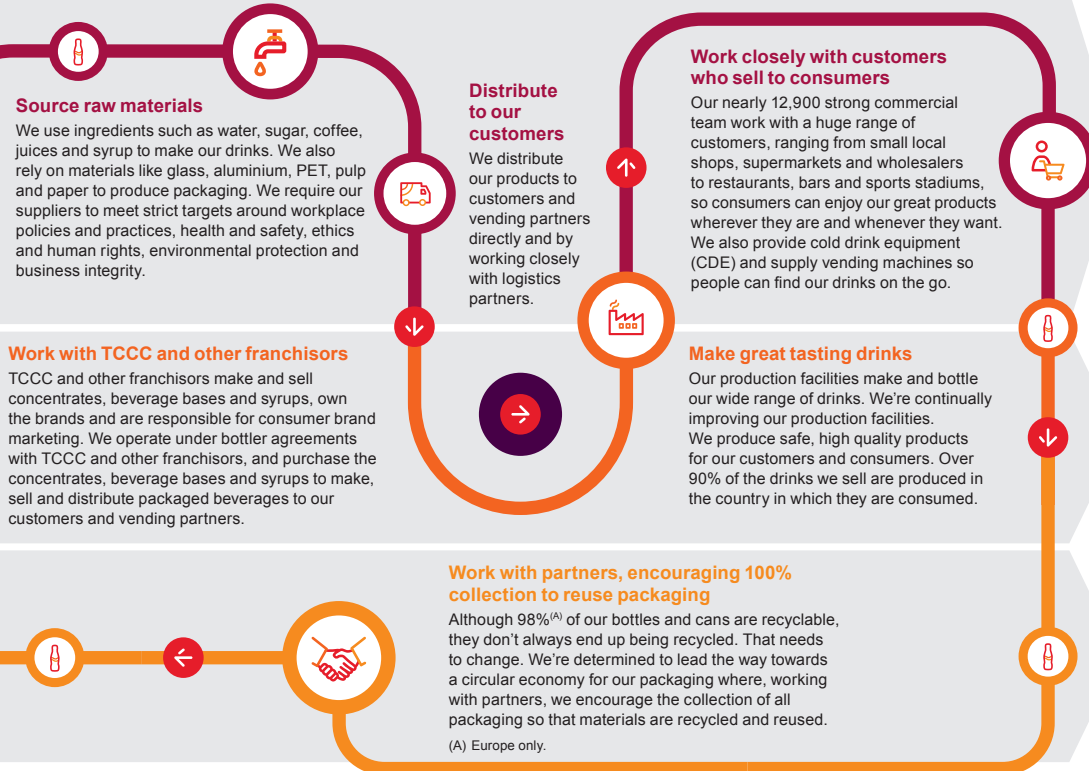 Source raw materials
We use ingredients such as water, sugar, coffee,
juices and syrup to make our drinks. We also
rely on materials like glass, aluminium, PET, pulp
and paper to produce packaging. We require our
suppliers to meet strict targets around workplace
policies and practices, health and safety, ethics
and human rights, environmental protection and
business integrity.
Distribute
to our
customers
We distribute
our products to
customers and
vending partners
directly and by
working closely
with logistics
partners.
Work closely with customers
who sell to consumers
Our nearly 12,900 strong commercial
team work with a huge range of
customers, ranging from small local
shops, supermarkets and wholesalers
to restaurants, bars and sports stadiums,
so consumers can enjoy our great products
wherever they are and whenever they want.
We also provide cold drink equipment
(CDE) and supply vending machines so
people can find our drinks on the go.
Work with TCCC and other franchisors
TCCC and other franchisors make and sell
concentrates, beverage bases and syrups, own
the brands and are responsible for consumer brand
marketing. We operate under bottler agreements
with TCCC and other franchisors, and purchase the
concentrates, beverage bases and syrups to make,
sell and distribute packaged beverages to our
customers and vending partners.
Make great tasting drinks
Our production facilities make and bottle
our wide range of drinks. We’re continually
improving our production facilities.
We produce safe, high quality products
for our customers and consumers. Over
90% of the drinks we sell are produced in
the country in which they are consumed.
Work with partners, encouraging 100%
collection to reuse packaging
Although 98%(A) of our bottles and cans are recyclable,
they don’t always end up being recycled. That needs
to change. We’re determined to lead the way towards
a circular economy for our packaging where, working
with partners, we encourage the collection of all
packaging so that materials are recycled and reused.
(A) Europe only.